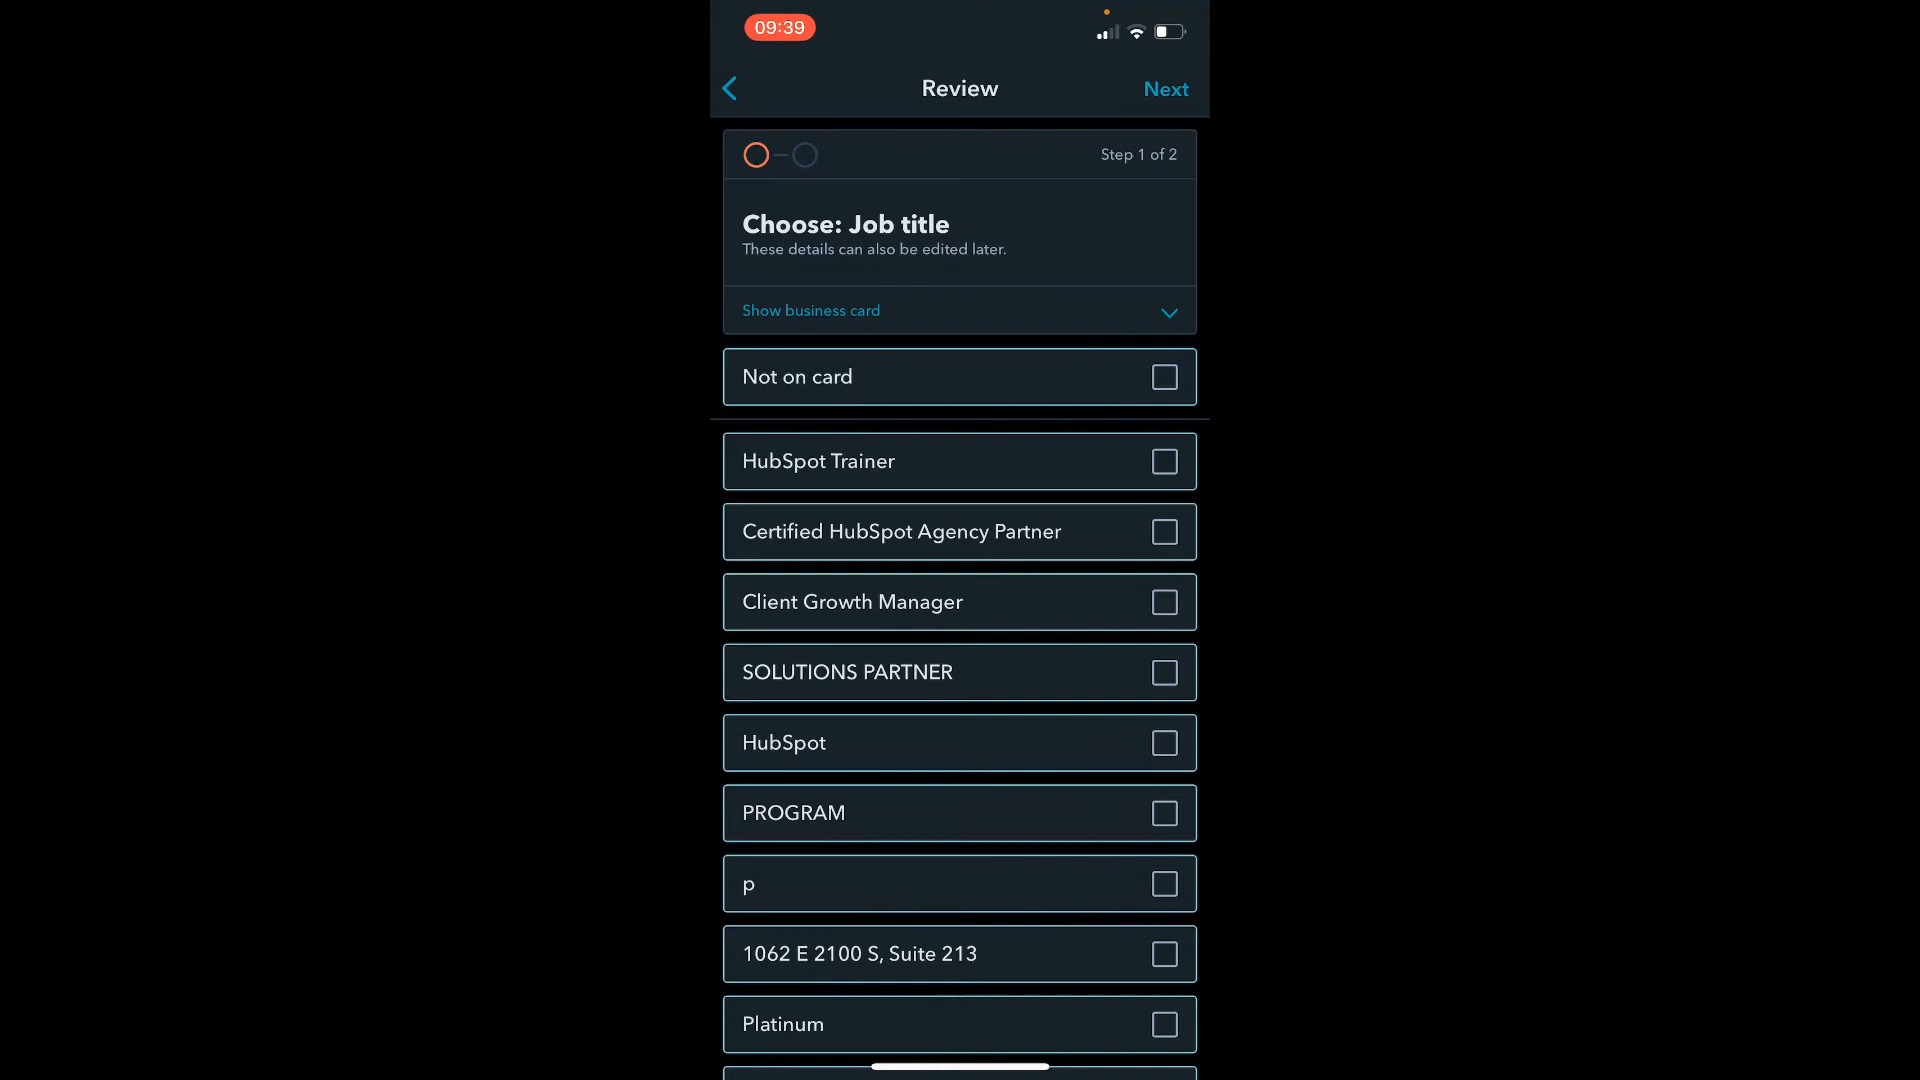 09:39
Review
Next
Step 1 of 2
Choose: Job title
These details can also be edited later.
Show business card
Not on card
HubSpot Trainer
Certified HubSpot Agency Partner
Client Growth Manager
SOLUTIONS PARTNER
HubSpot
PROGRAM
p
1062 E 2100 S, Suite 213
Platinum